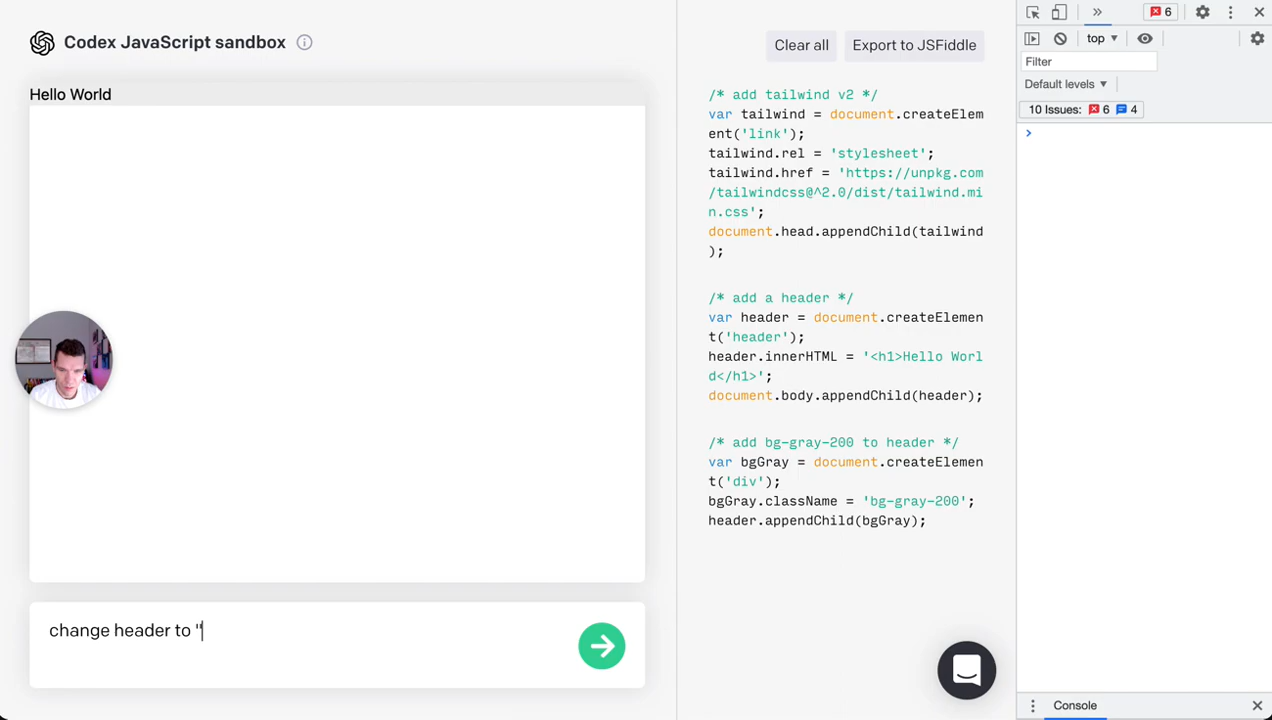 Codex JavaScript sandbox
Hello World
change header to "
Clear all
Export to JSFiddle
/* add tailwind v2 */
var tailwind = document.createElem
ent('link');
tailwind.rel = 'stylesheet';
tailwind.href = 'https://unpkg.com
/tailwindcss@^2.0/dist/tailwind.mi
n.css';
document.head.appendChild(tailwind
);
/* add a header */
var header = document.createElemen
t('header');
header.innerHTML = '<h1>Hello Worl
d</h1>';
document.body.appendChild(header);
/* add bg-gray-200 to header */
var bgGray = document.createElemen
t('div');
bgGray.className = 'bg-gray-200';
header.appendChild(bgGray);
6
top
Filter
Default levels
10 Issues: 6 4
Console